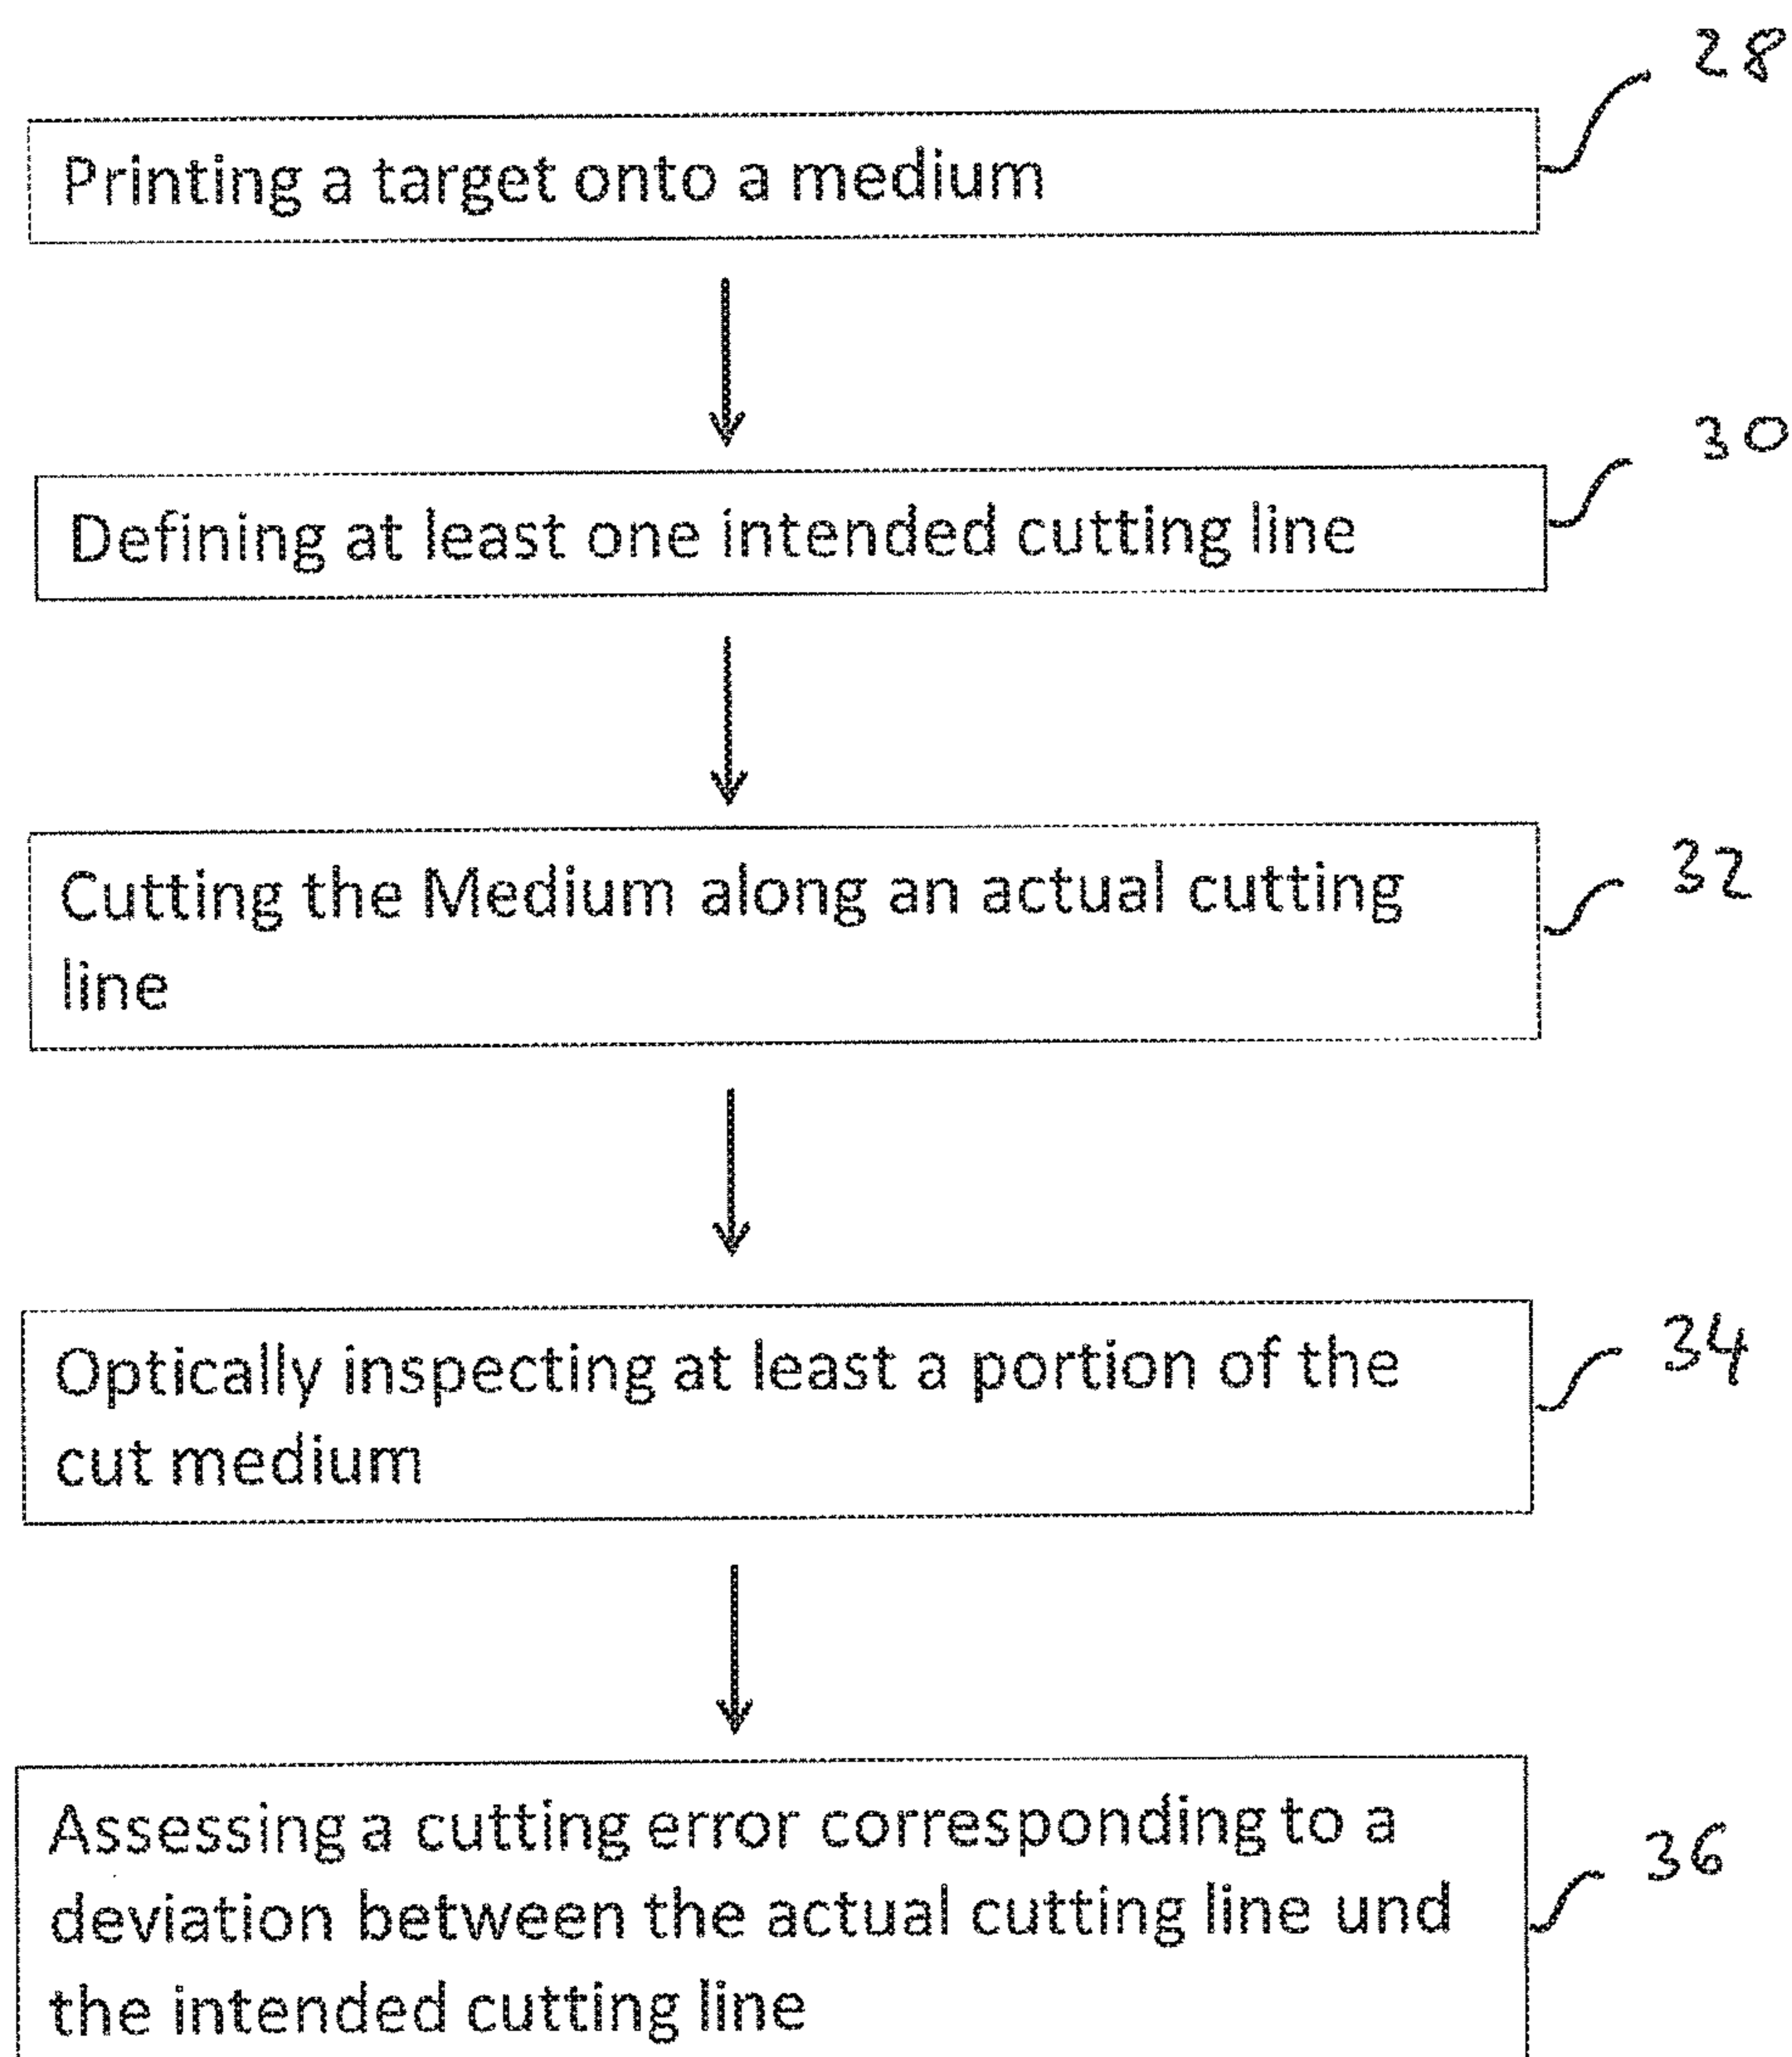 28
Printing a target onto a medium
30
Defining at least one intended cutting line
32
Cutting the Medium along an actual cutting
line
34
Optically inspecting at least a portion of the
cut medium
36
Assessing a cutting error corresponding to a
deviation between the actual cutting line und
the intended cutting line